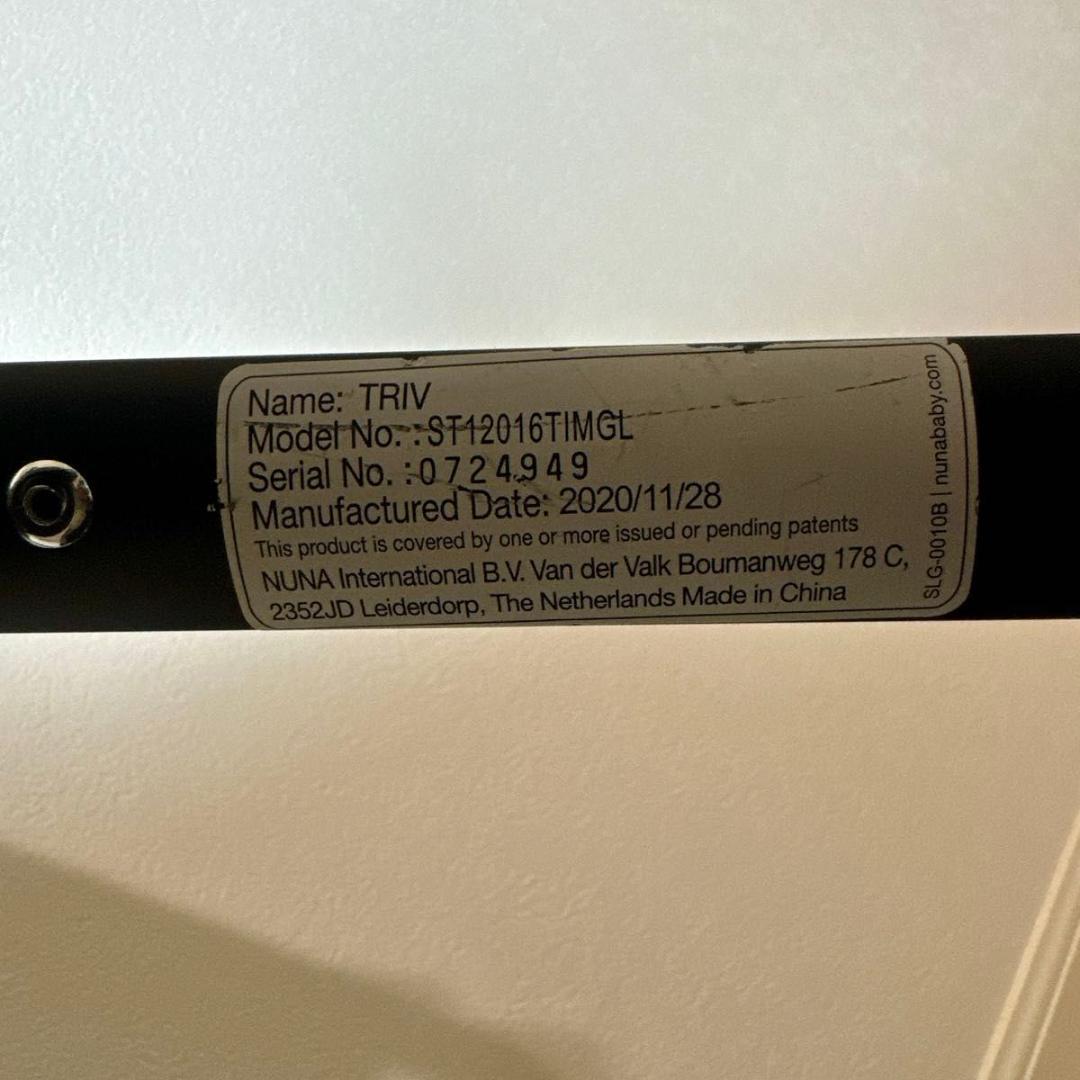 Name: TRIV
Model No. :ST12016TIMGL
Serial No. :0724949
Manufactured Date: 2020/11/28
This product is covered by one or more issued or pending patents
NUNA International B.V. Van der Valk Boumanweg 178 C,
2352JD Leiderdorp, The Netherlands Made in China
SLG-0010B | nunababy.com